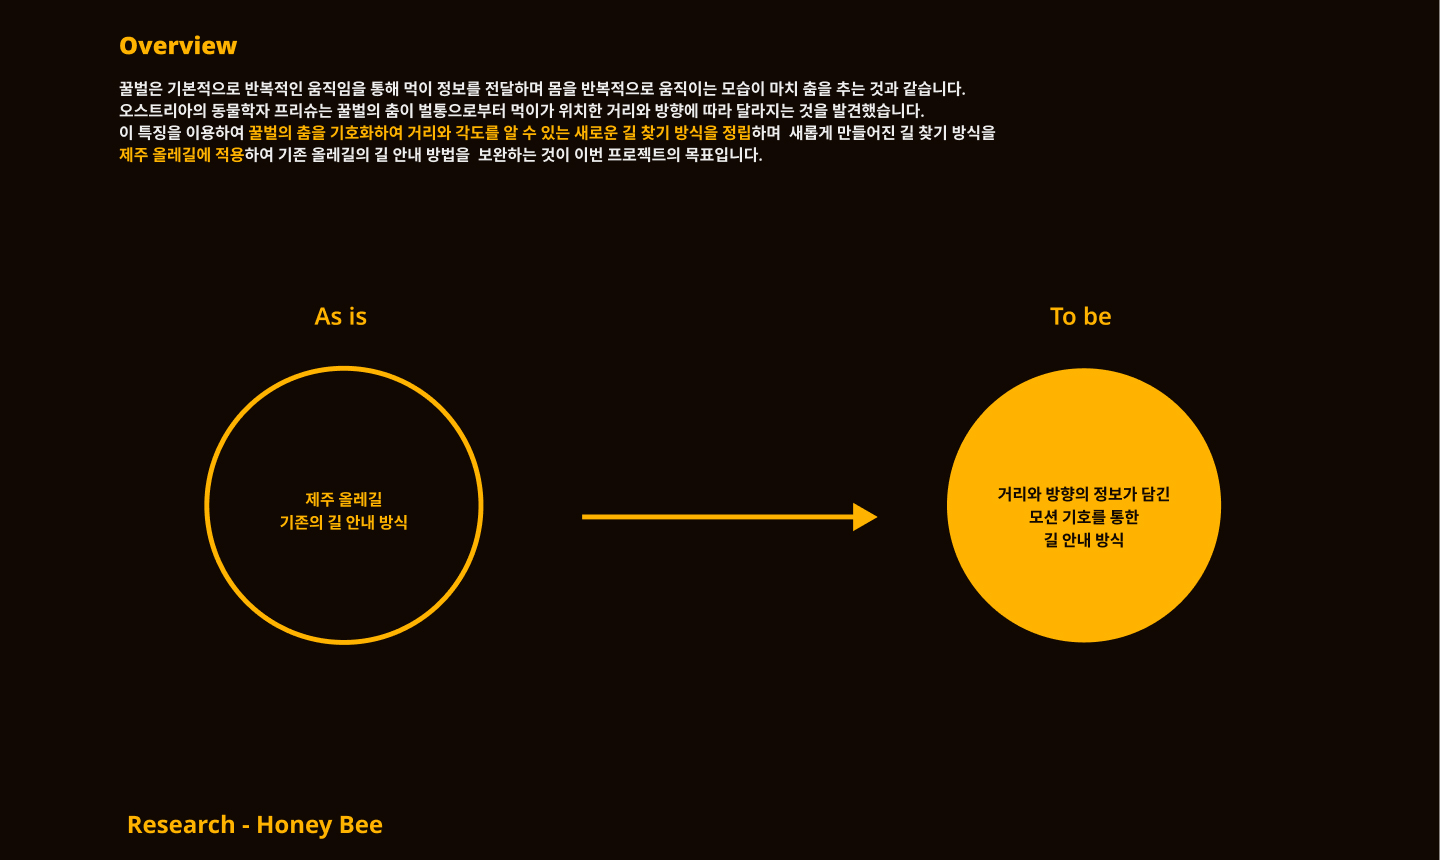 Overview
꿀벌은 기본적으로 반복적인 움직임을 통해 먹이 정보를 전달하며 몸을 반복적으로 움직이는 모습이 마치 춤을 추는 것과 같습니다.
오스트리아의 동물학자 프리슈는 꿀벌의 춤이 벌통으로부터 먹이가 위치한 거리와 방향에 따라 달라지는 것을 발견했습니다.
이 특징을 이용하여 꿀벌의 춤을 기호화하여 거리와 각도를 알 수 있는 새로운 길 찾기 방식을 정립하며 새롭게 만들어진 길 찾기 방식을
제주 올레길에 적용하여 기존 올레길의 길 안내 방법을 보완하는 것이 이번 프로젝트의 목표입니다.
As is
To be
제주 올레길
기존의 길 안내 방식
거리와 방향의 정보가 담긴
모션 기호를 통한
길 안내 방식
Research - Honey Bee